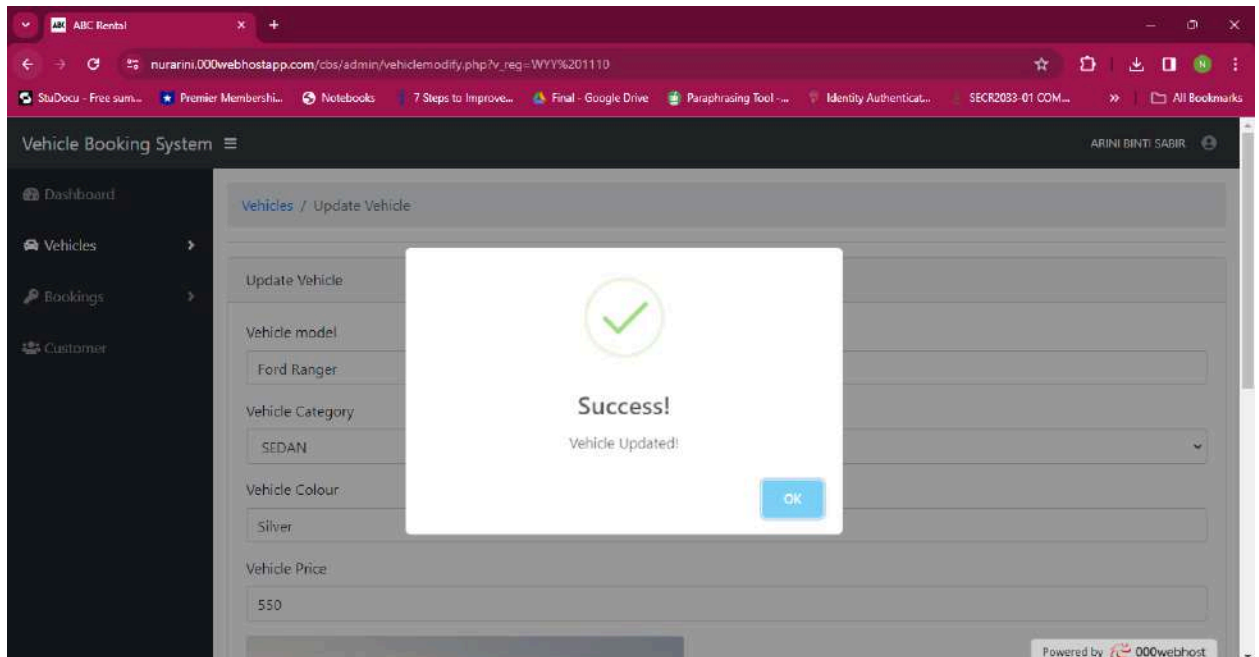 ABC ABC Rental
nurarini.000webhostapp.com/cbs/admin/vehiclemodify.php?v_reg=WYY%201110
N
StuDocu - Free sum... Premier Membershi... Notebooks 7 Steps to Improve... Final - Google Drive Paraphrasing Tool -... Identity Authenticat... SECR2033-01 COM... » All Bookmarks
Vehicle Booking System ARINI BINTI SABIR
Dashboard
Vehicles
Bookings
Customer
Vehicles / Update Vehicle
Update Vehicle
Vehicle model
Ford Ranger
Vehicle Category
SEDAN
Vehicle Colour
Silver
Vehicle Price
550
Success!
Vehicle Updated!
OK
Powered by 000webhost